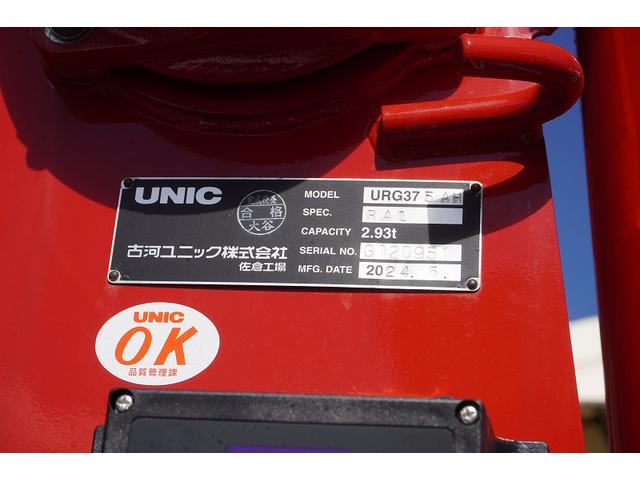 UNIC
合格
大谷
MODEL URG375AH
SPEC. RA1
CAPACITY 2.93t
SERIAL NO. G120951
MFG. DATE 2024. 5.
古河ユニック株式会社
佐倉工場
UNIC
OK
品質管理課